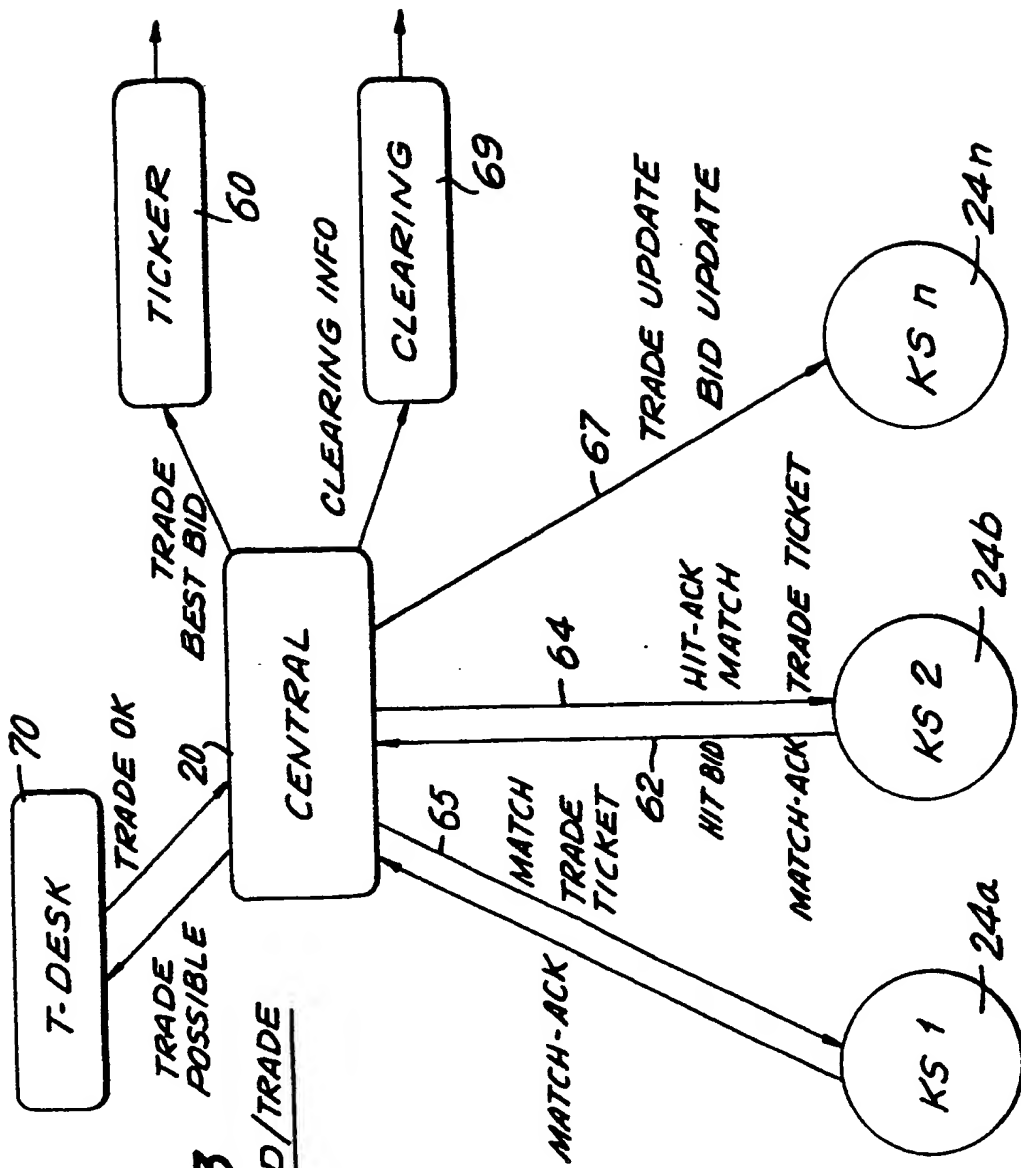 T-DESK
70
TRADE OK
TRADE
POSSIBLE
20
CENTRAL
TRADE
BEST BID
TICKER
60
CLEARING INFO
CLEARING
69
3
D/TRADE
65
MATCH
TRADE
TICKET
MATCH-ACK
62
HIT BID
MATCH-ACK
64
HIT-ACK
MATCH
TRADE TICKET
67
TRADE UPDATE
BID UPDATE
KS 1
24a
KS 2
24b
KS n
24n